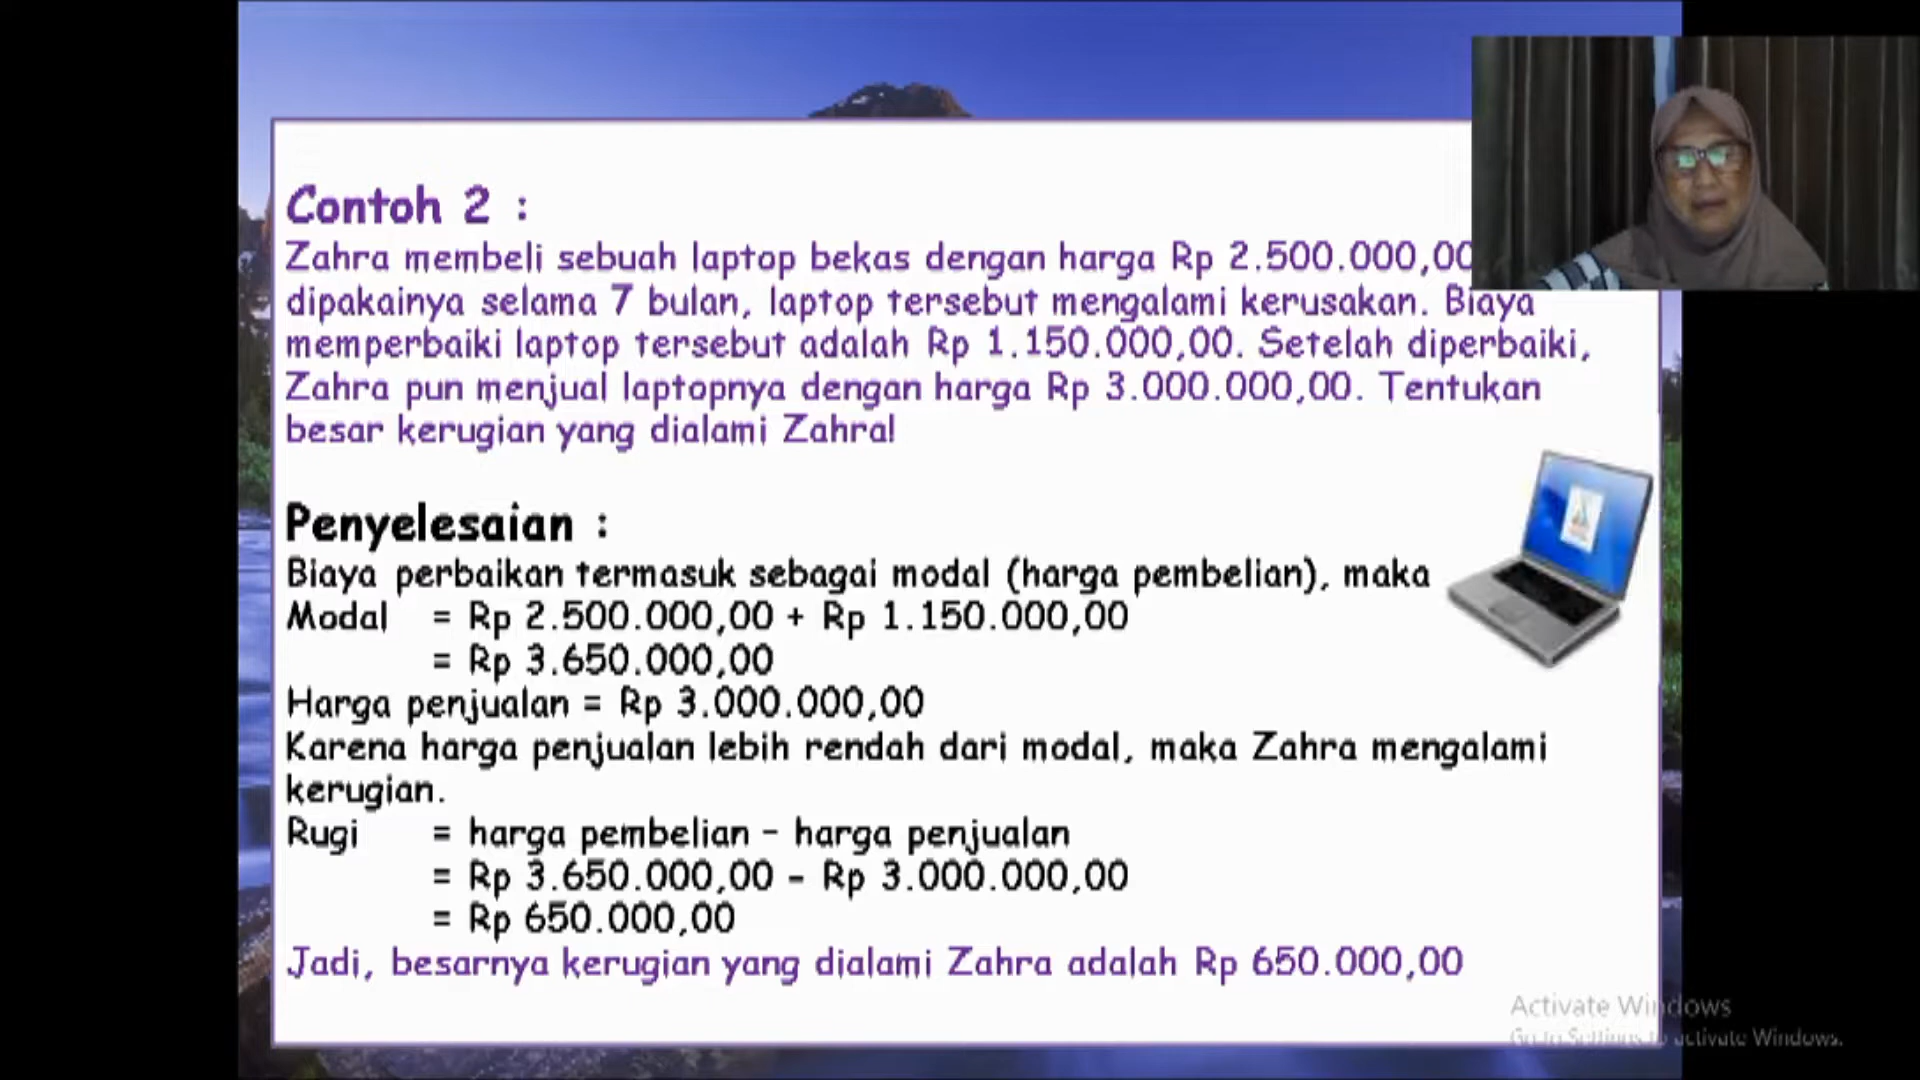 Contoh 2 :
Zahra membeli sebuah laptop bekas dengan harga Rp 2.500.000,00
dipakainya selama 7 bulan, laptop tersebut mengalami kerusakan. Biaya
memperbaiki laptop tersebut adalah Rp 1.150.000,00. Setelah diperbaiki,
Zahra pun menjual laptopnya dengan harga Rp 3.000.000,00. Tentukan
besar kerugian yang dialami Zahra!
Penyelesaian :
Biaya perbaikan termasuk sebagai modal (harga pembelian), maka
Modal = Rp 2.500.000,00 + Rp 1.150.000,00
= Rp 3.650.000,00
Harga penjualan = Rp 3.000.000,00
Karena harga penjualan lebih rendah dari modal, maka Zahra mengalami
kerugian.
Rugi = harga pembelian - harga penjualan
= Rp 3.650.000,00 - Rp 3.000.000,00
= Rp 650.000,00
Jadi, besarnya kerugian yang dialami Zahra adalah Rp 650.000,00
Activate Windows
Go to Settings to activate Windows.